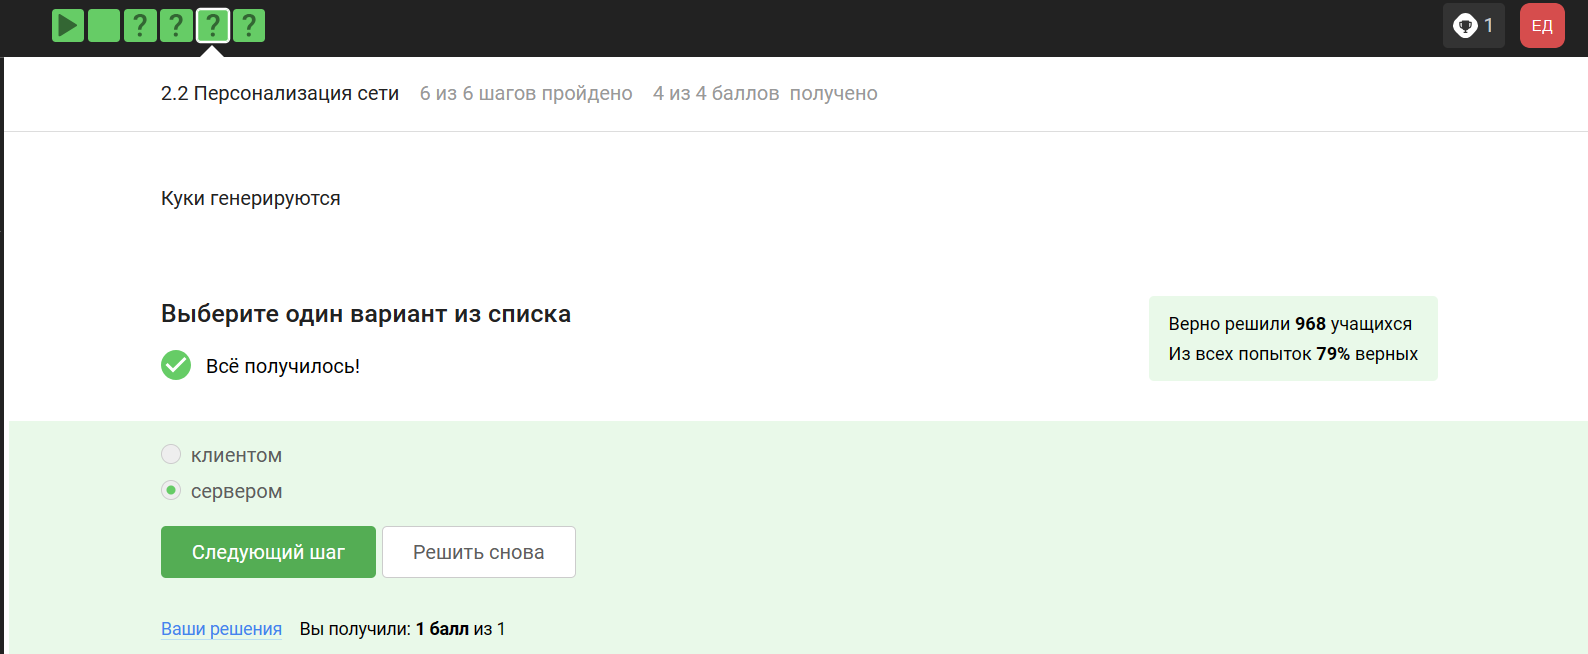 ? ? ? ?
1
ЕД
2.2 Персонализация сети 6 из 6 шагов пройдено 4 из 4 баллов получено
Куки генерируются
Выберите один вариант из списка
Всё получилось!
Верно решили 968 учащихся
Из всех попыток 79% верных
клиентом
сервером
Следующий шаг Решить снова
Ваши решения Вы получили: 1 балл из 1